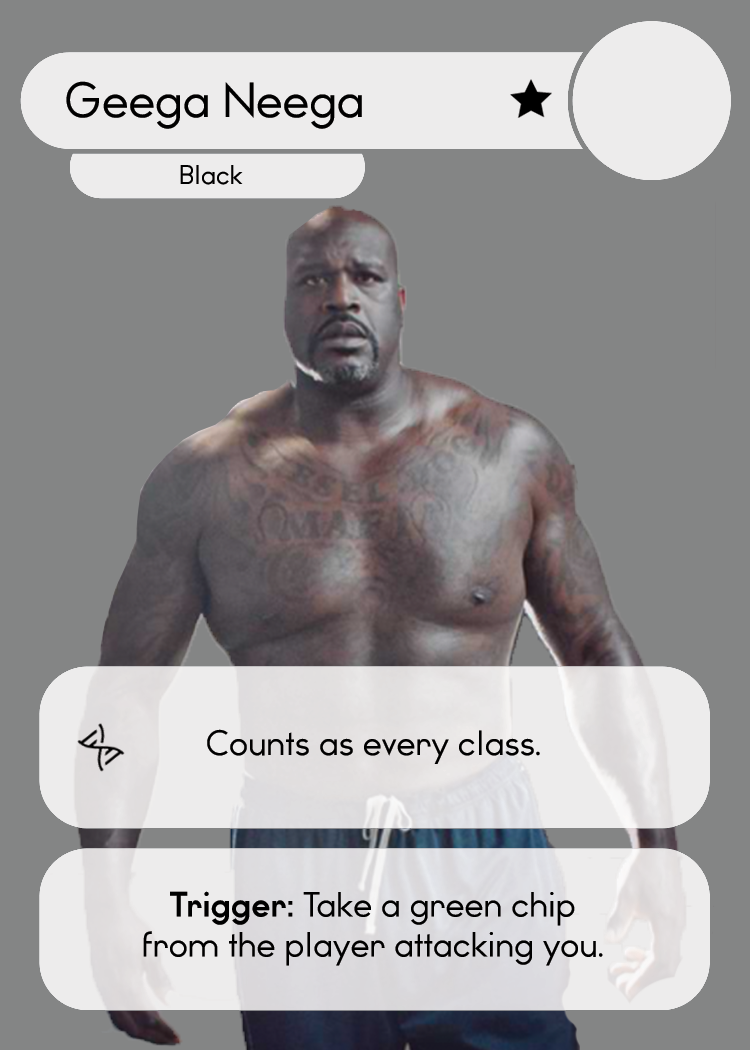 Geega Neega
Black
Counts as every class.
Trigger: Take a green chip
from the player attacking you.